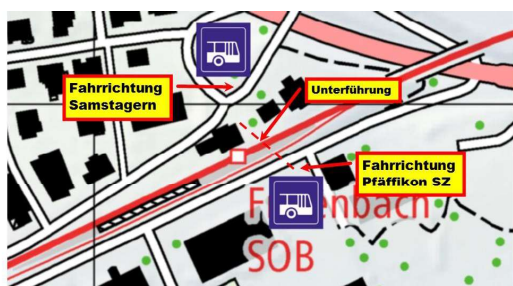 Fahrrichtung
Samstagern
Unterführung
Fahrrichtung
Pfäffikon SZ
SOB